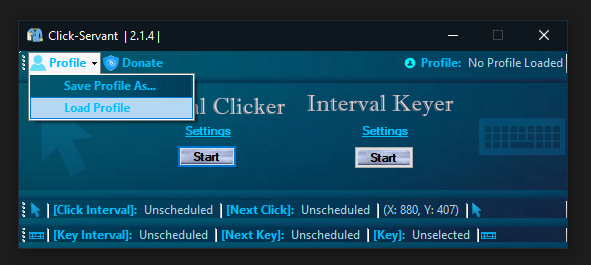 Click-Servant | 2.1.4 |
Profile Donate Profile: No Profile Loaded
Save Profile As...
Load Profile
al Clicker Interval Keyer
Settings Settings
Start Start
[Click Interval]: Unscheduled [Next Click]: Unscheduled (X: 880, Y: 407)
[Key Interval]: Unscheduled [Next Key]: Unscheduled [Key]: Unselected